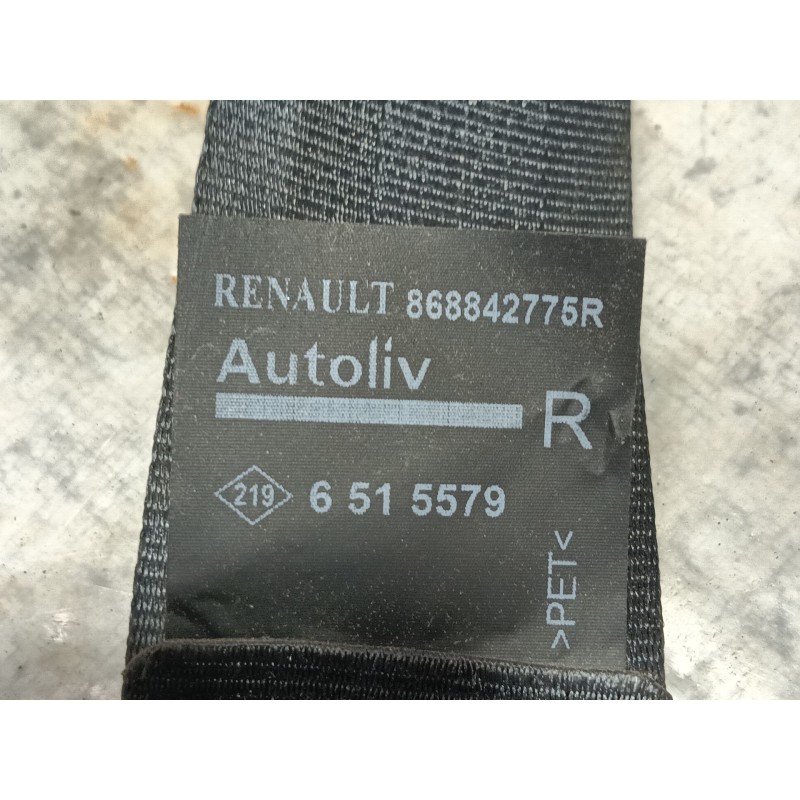 RENAULT 868842775R
Autoliv
R
219 6 51 5579
>PET<